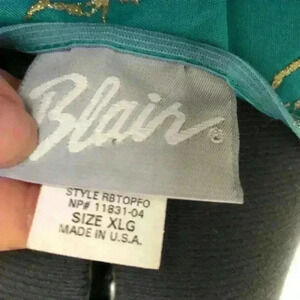 Blair®
STYLE RBTOPFO
NP# 11831-04
SIZE XLG
MADE IN U.S.A.